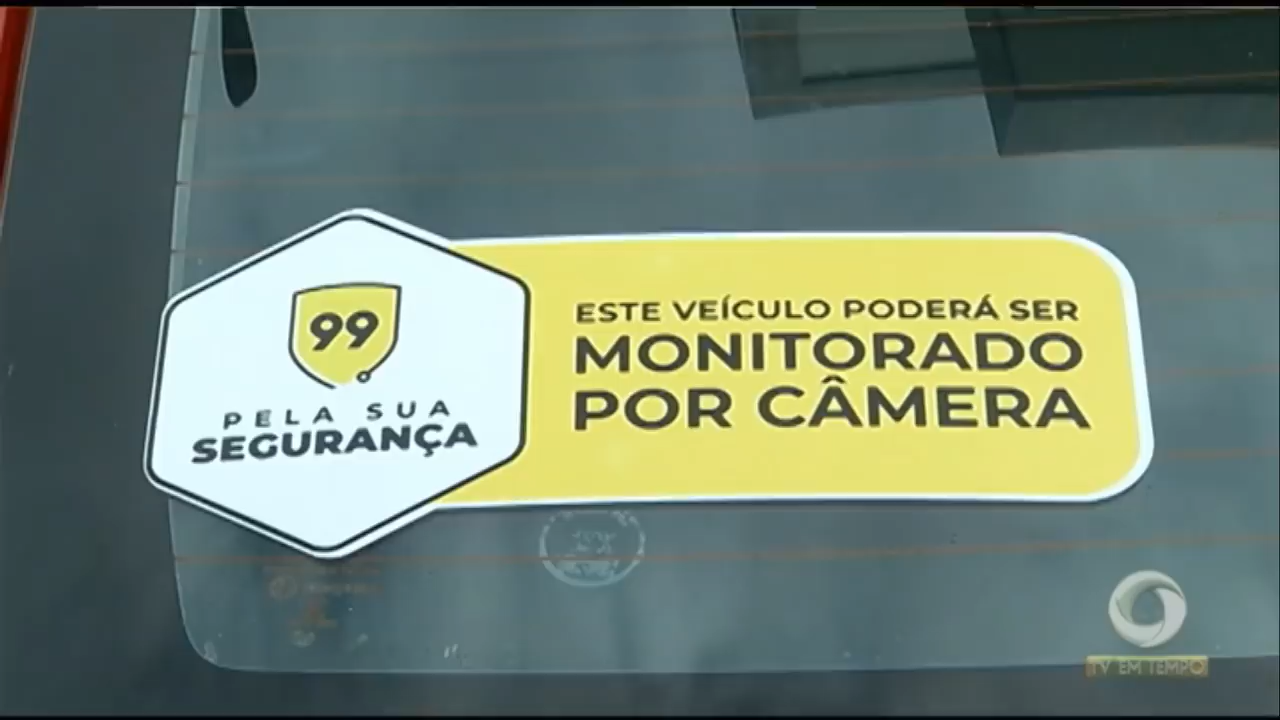 99
PELA SUA
SEGURANÇA
ESTE VEÍCULO PODERÁ SER
MONITORADO
POR CÂMERA
TV EM TEMPO